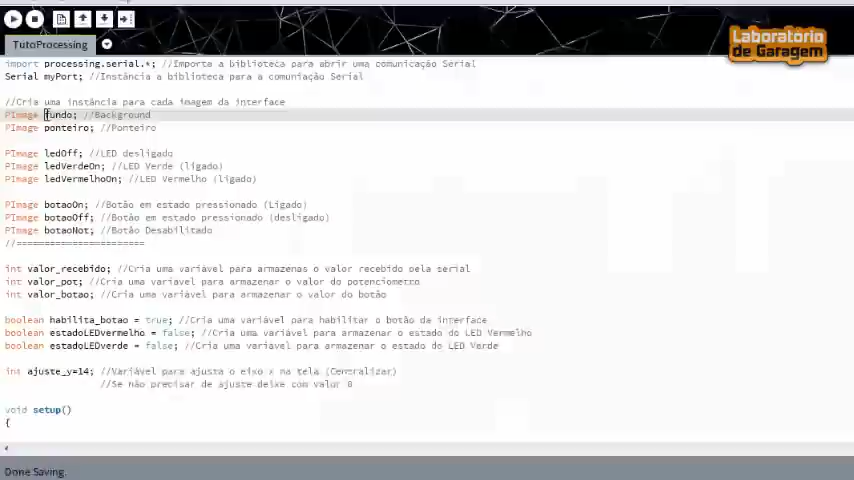 Laboratório
de Garagem
TutoProcessing
import processing.serial.*; //Importa a biblioteca para abrir uma comunicação Serial
Serial myPort; //Instância a biblioteca para a comuniação Serial
//Cria uma instância para cada imagem da interface
PImage fundo; //Background
PImage ponteiro; //Ponteiro
PImage ledOff; //LED desligado
PImage ledVerdeOn; //LED Verde (ligado)
PImage ledVermelhoOn; //LED Vermelho (ligado)
PImage botaoOn; //Botão em estado pressionado (Ligado)
PImage botaoOff; //Botão em estado pressionado (desligado)
PImage botaoNot; //Botão Desabilitado
//=======================
int valor_recebido; //Cria uma variável para armazenas o valor recebido pela serial
int valor_pot; //Cria uma variável para armazenar o valor do potenciometro
int valor_botao; //Cria uma variável para armazenar o valor do botão
boolean habilita_botao = true; //Cria uma variável para habilitar o botão da interface
boolean estadoLEDvermelho = false; //Cria uma variável para armazenar o estado do LED Vermelho
boolean estadoLEDverde = false; //Cria uma variável para armazenar o estado do LED Verde
int ajuste_y=14; //Variável para ajusta o eixo x na tela (Centralizar)
//Se não precisar de ajuste deixe com valor 0
void setup()
{
Done Saving.